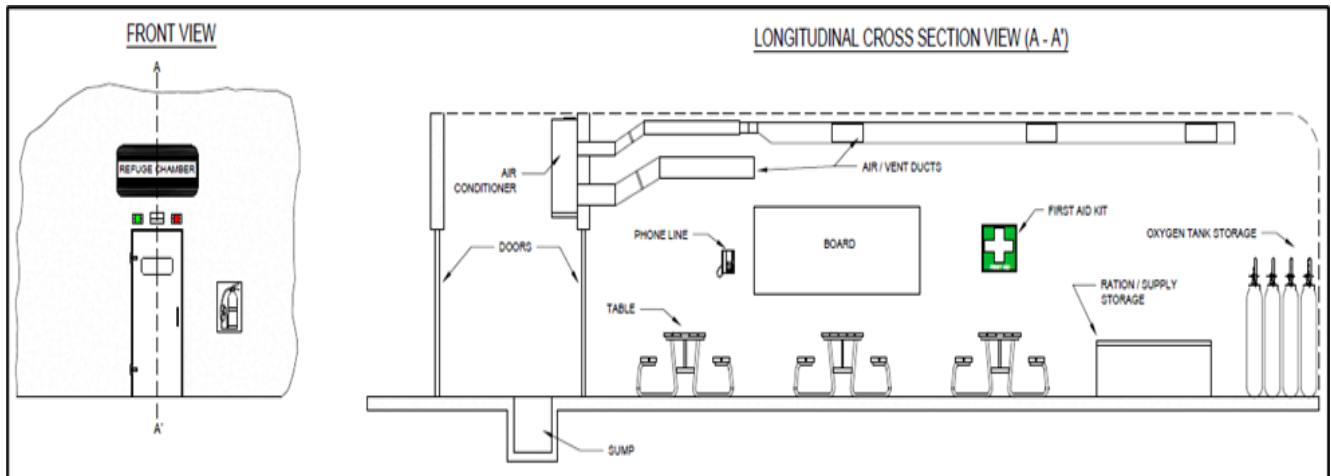 FRONT VIEW
A
REFUGE CHAMBER
A'
LONGITUDINAL CROSS SECTION VIEW (A - A')
AIR
CONDITIONER
AIR / VENT DUCTS
DOORS
PHONE LINE
BOARD
FIRST AID KIT
OXYGEN TANK STORAGE
RATION / SUPPLY
STORAGE
TABLE
SUMP